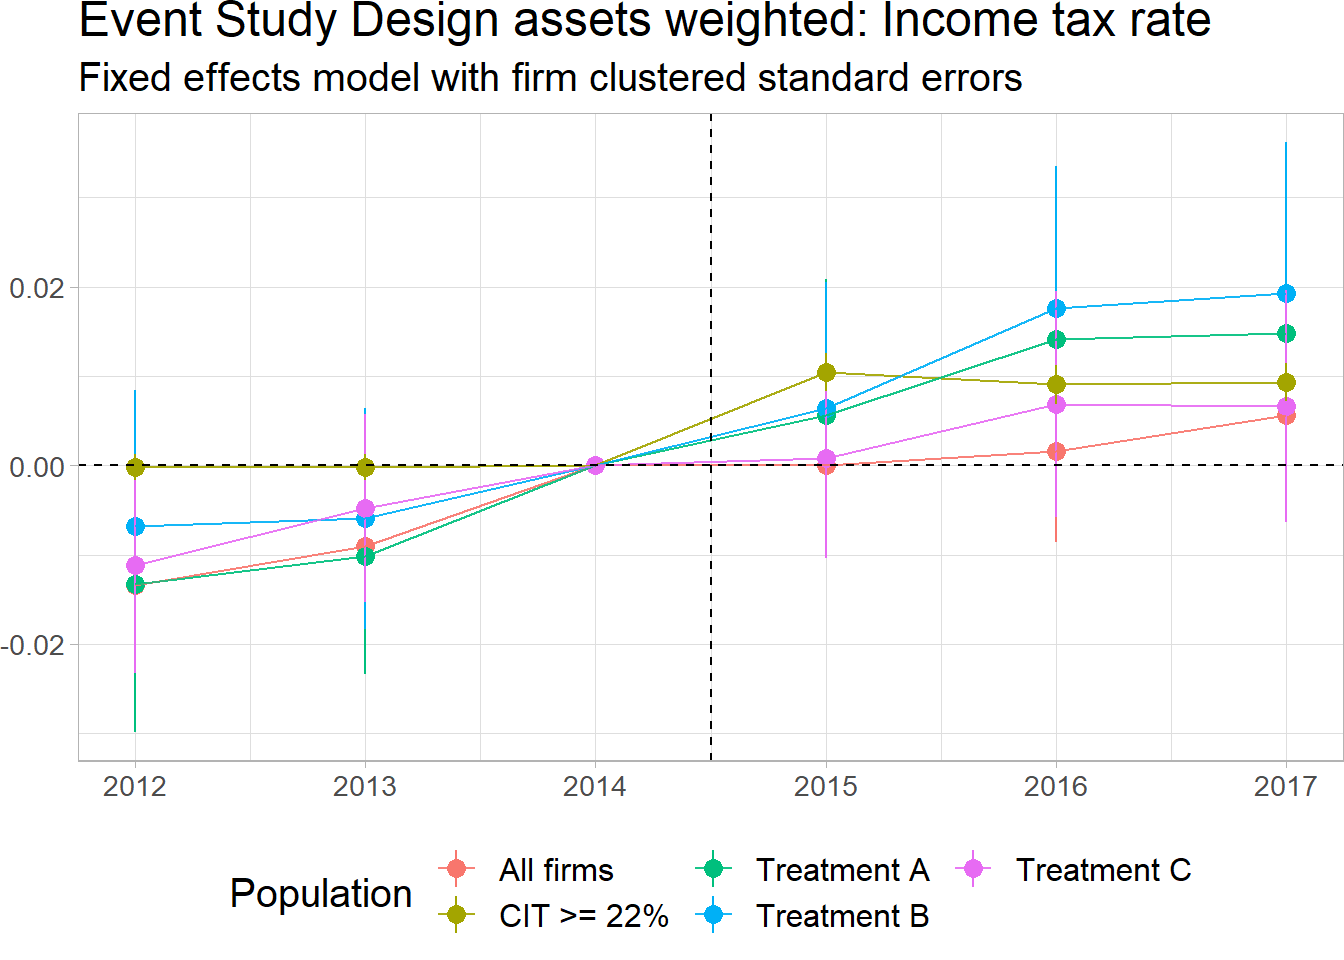 Event Study Design assets weighted: Income tax rate
Fixed effects model with firm clustered standard errors
0.02
0.00
-0.02
2012 2013 2014 2015 2016 2017
Population
All firms
CIT >= 22%
Treatment A
Treatment B
Treatment C